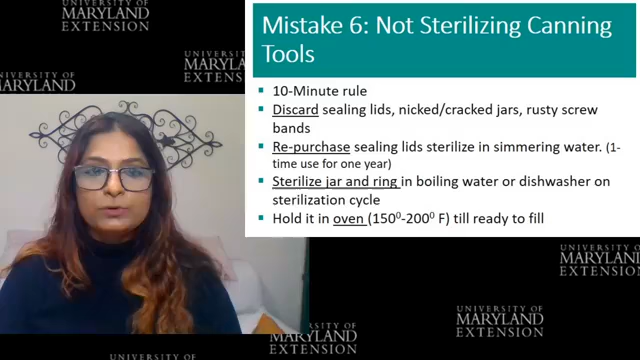 UNIVERSITY OF
MARYLAND
EXTENSION
UNIVERSITY OF
MARYLAND
EXTENSION
UNIVERSITY OF
MARYLAND
Mistake 6: Not Sterilizing Canning
Tools
▪ 10-Minute rule
▪ Discard sealing lids, nicked/cracked jars, rusty screw
bands
▪ Re-purchase sealing lids sterilize in simmering water. (1-
time use for one year)
▪ Sterilize jar and ring in boiling water or dishwasher on
sterilization cycle
▪ Hold it in oven (150⁰-200⁰ F) till ready to fill
UNIVERSITY OF
MARYLAND
EXTENSION
UNIVERSITY OF
MARYLAND
EXTENSION
RSITY OF
YLAND
EXTENSION
UNIVERSITY OF